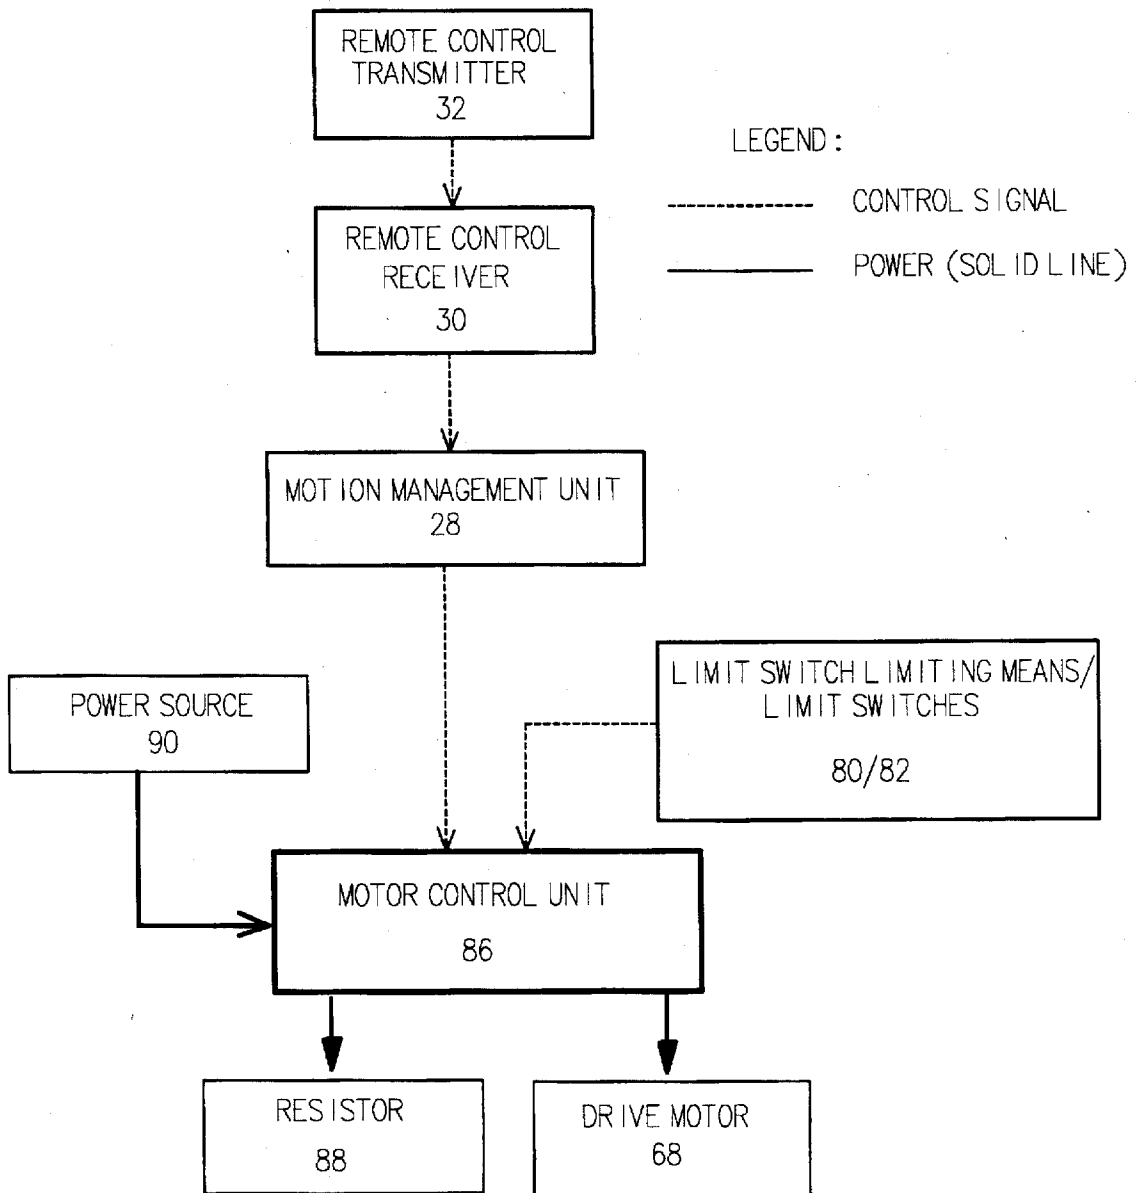 REMOTE CONTROL
TRANSMITTER
32
LEGEND:
CONTROL SIGNAL
POWER (SOLID LINE)
REMOTE CONTROL
RECEIVER
30
MOTION MANAGEMENT UNIT
28
POWER SOURCE
90
LIMIT SWITCH LIMITING MEANS/
LIMIT SWITCHES
80/82
MOTOR CONTROL UNIT
86
RESISTOR
88
DRIVE MOTOR
68